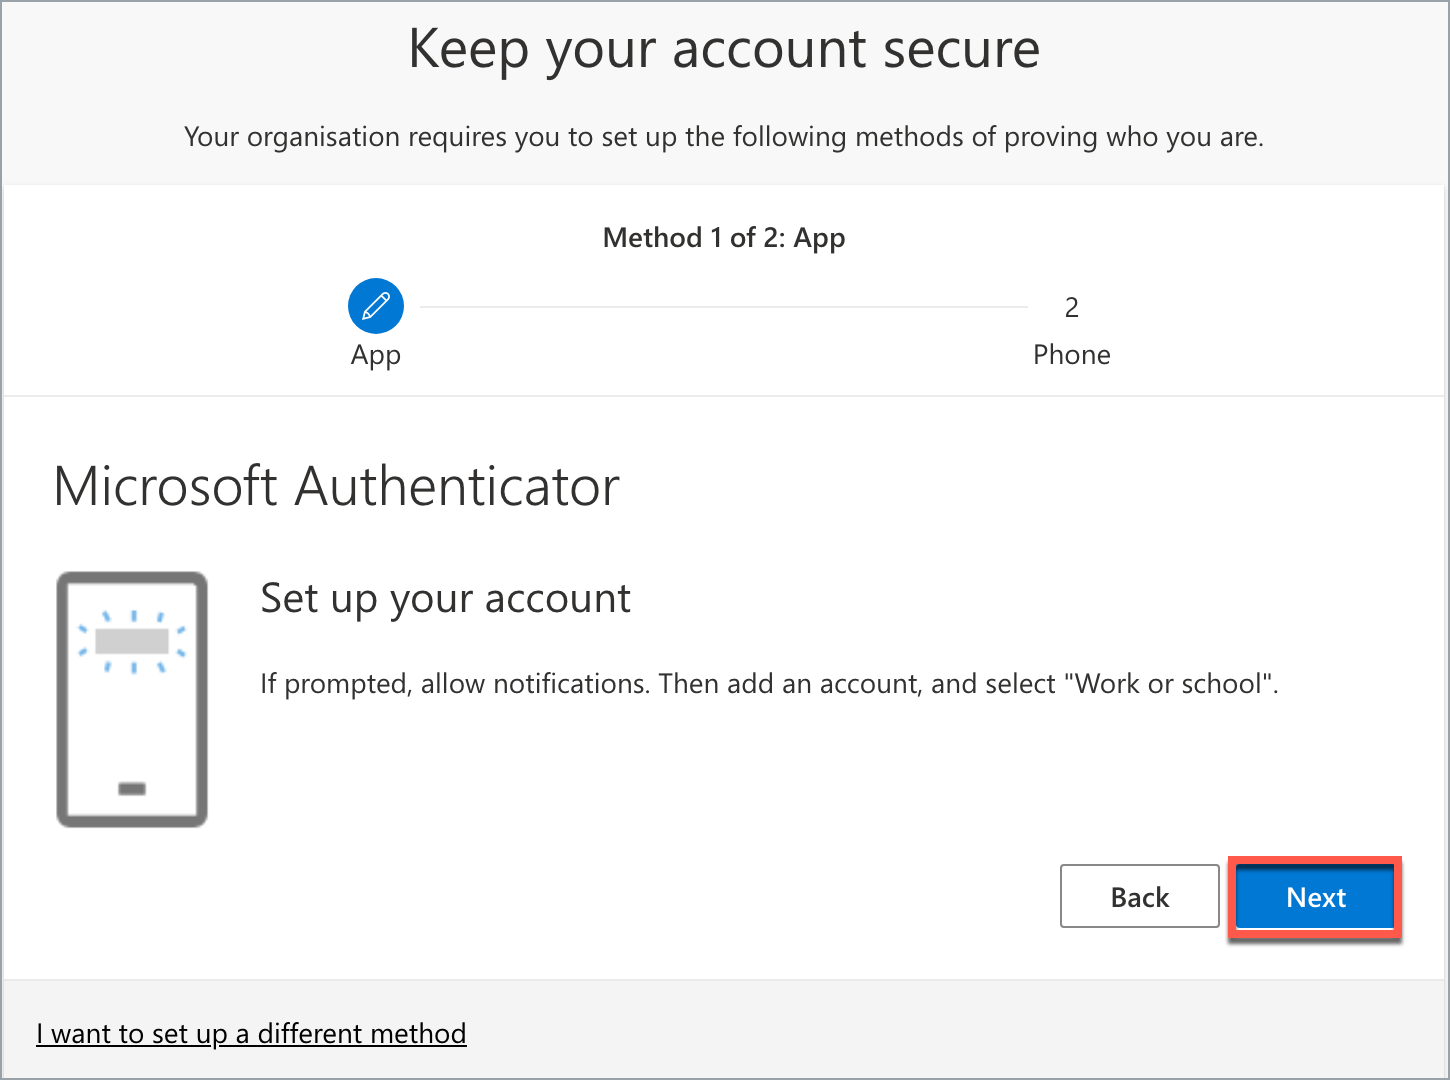 Keep your account secure
Your organisation requires you to set up the following methods of proving who you are.
Method 1 of 2: App
2
App
Phone
Microsoft Authenticator
Set up your account
If prompted, allow notifications. Then add an account, and select "Work or school".
Back
Next
I want to set up a different method